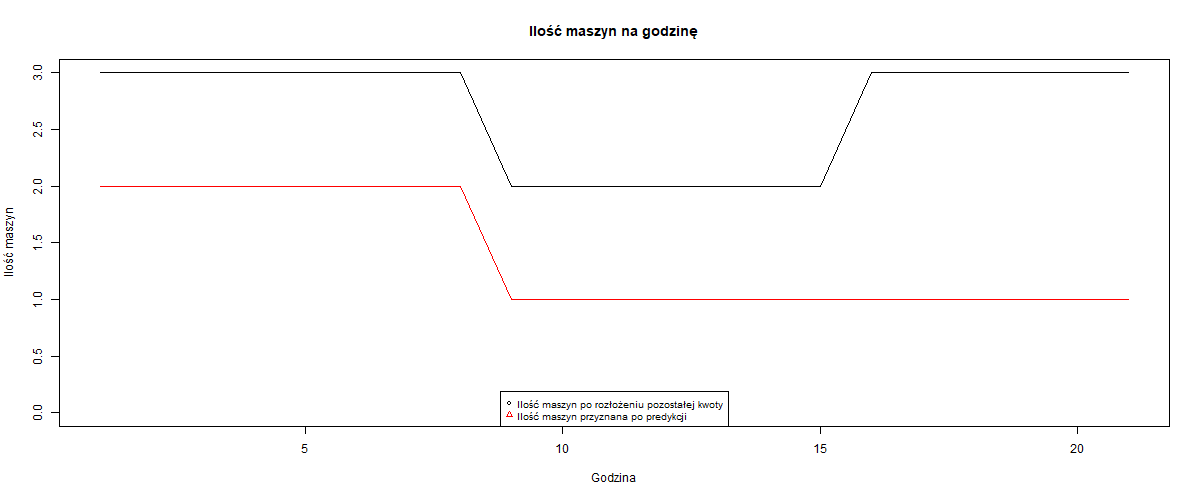 Ilość maszyn na godzinę
Ilość maszyn
3.0
2.5
2.0
1.5
1.0
0.5
0.0
Ilość maszyn po rozłożeniu pozostałej kwoty
Ilość maszyn przyznana po predykcji
5 10 15 20
Godzina